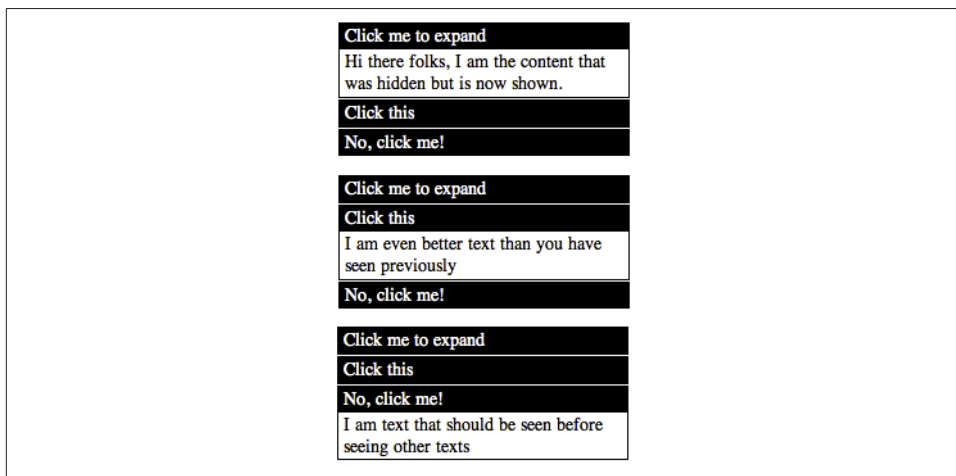 Click me to expand
Hi there folks, I am the content that
was hidden but is now shown.
Click this
No, click me!
Click me to expand
Click this
I am even better text than you have
seen previously
No, click me!
Click me to expand
Click this
No, click me!
I am text that should be seen before
seeing other texts